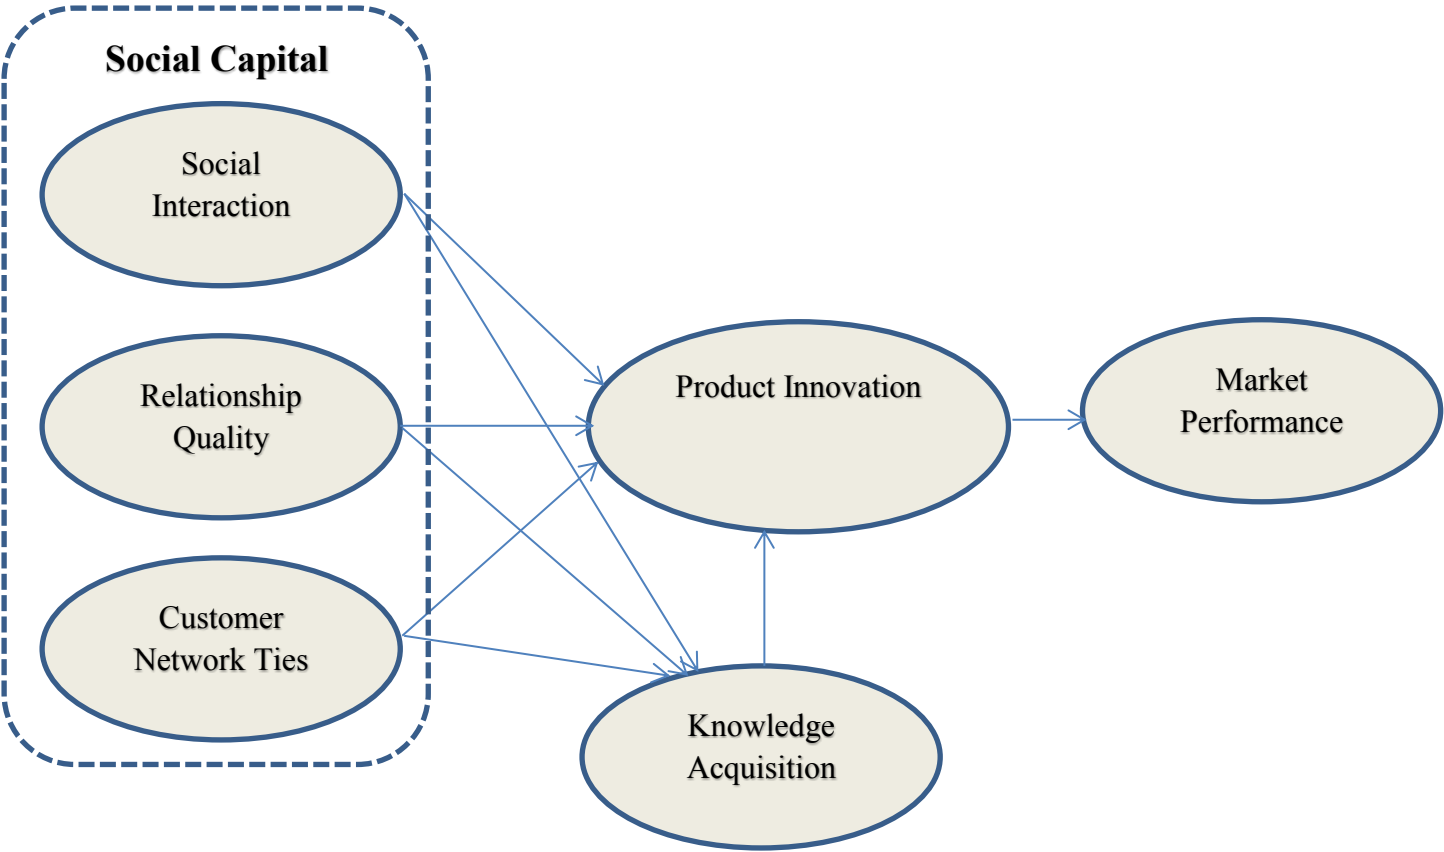 Social Capital
Social
Interaction
Relationship
Quality
Customer
Network Ties
Product Innovation
Market
Performance
Knowledge
Acquisition